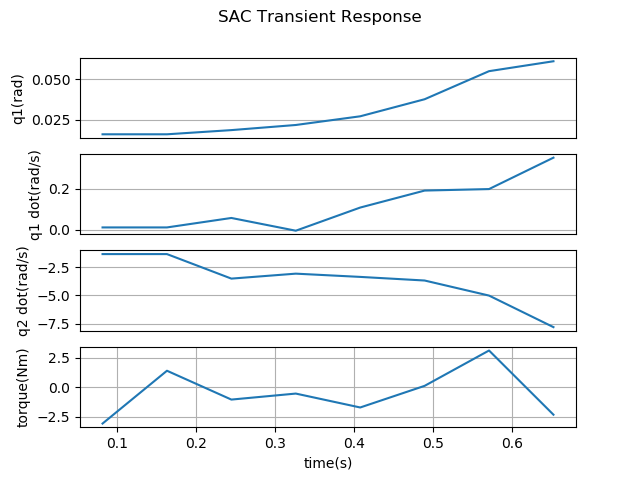 SAC Transient Response
q1(rad)
0.050
0.025
q1 dot(rad/s)
0.2
0.0
q2 dot(rad/s)
−2.5
−5.0
−7.5
torque(Nm)
2.5
0.0
−2.5
0.1 0.2 0.3 0.4 0.5 0.6
time(s)